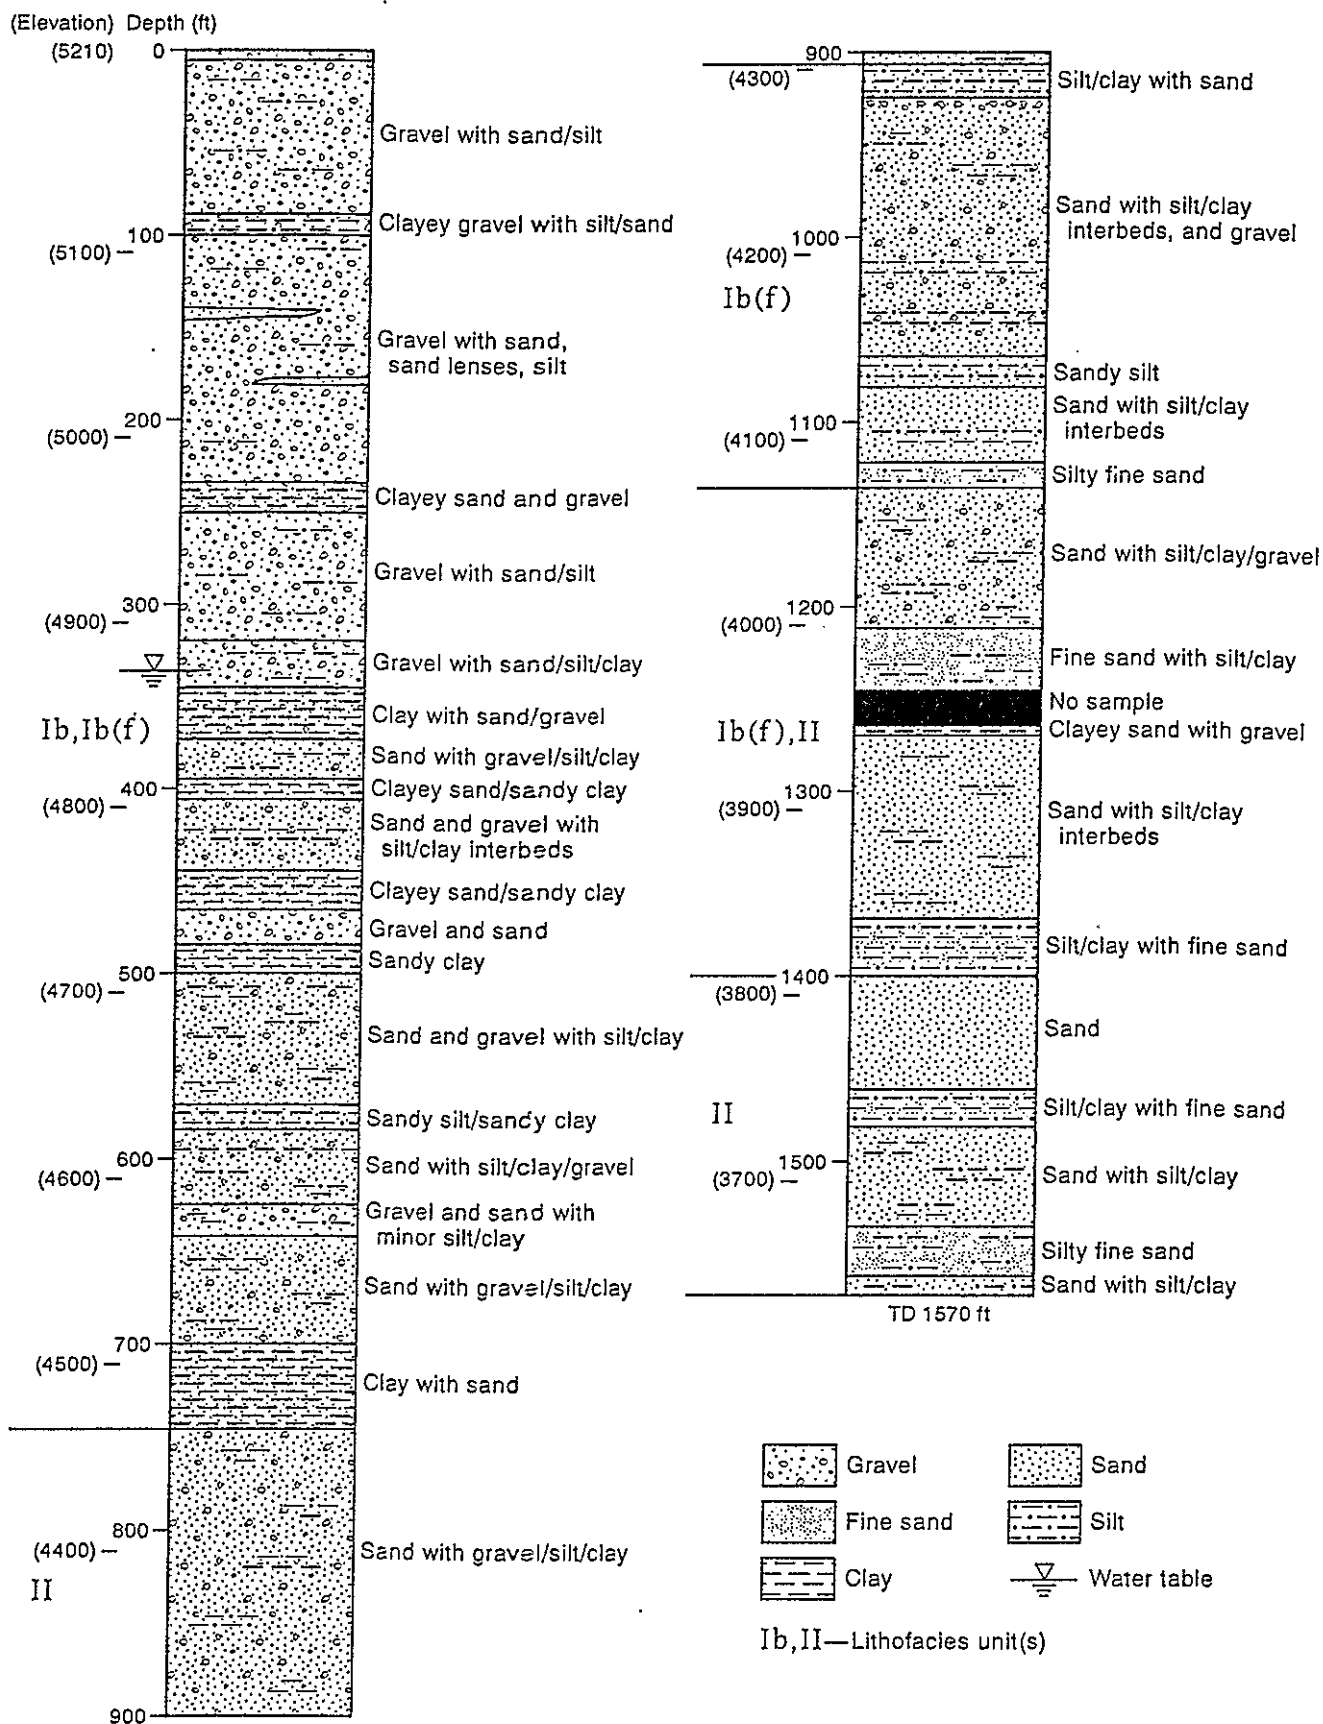 (Elevation) Depth (ft)
(5210) 0
Gravel with sand/silt
Clayey gravel with silt/sand
100
(5100)
Gravel with sand,
sand lenses, silt
200
(5000)
Clayey sand and gravel
Gravel with sand/silt
300
(4900)
Gravel with sand/silt/clay
Ib,Ib(f)
Clay with sand/gravel
Sand with gravel/silt/clay
400
Clayey sand/sandy clay
(4800)
Sand and gravel with
silt/clay interbeds
Clayey sand/sandy clay
Gravel and sand
Sandy clay
500
(4700)
Sand and gravel with silt/clay
Sandy silt/sandy clay
600
Sand with silt/clay/gravel
(4600)
Gravel and sand with
minor silt/clay
Sand with gravel/silt/clay
700
(4500)
Clay with sand
800
(4400)
Sand with gravel/silt/clay
II
900
900
(4300)
Silt/clay with sand
Sand with silt/clay
interbeds, and gravel
1000
(4200)
Ib(f)
Sandy silt
Sand with silt/clay
interbeds
1100
(4100)
Silty fine sand
Sand with silt/clay/gravel
1200
(4000)
Fine sand with silt/clay
No sample
Ib(f),II
Clayey sand with gravel
1300
(3900)
Sand with silt/clay
interbeds
Silt/clay with fine sand
1400
(3800)
Sand
Silt/clay with fine sand
II
1500
(3700)
Sand with silt/clay
Silty fine sand
Sand with silt/clay
TD 1570 ft
Gravel
Sand
Fine sand
Silt
Clay
Water table
Ib,II—Lithofacies unit(s)